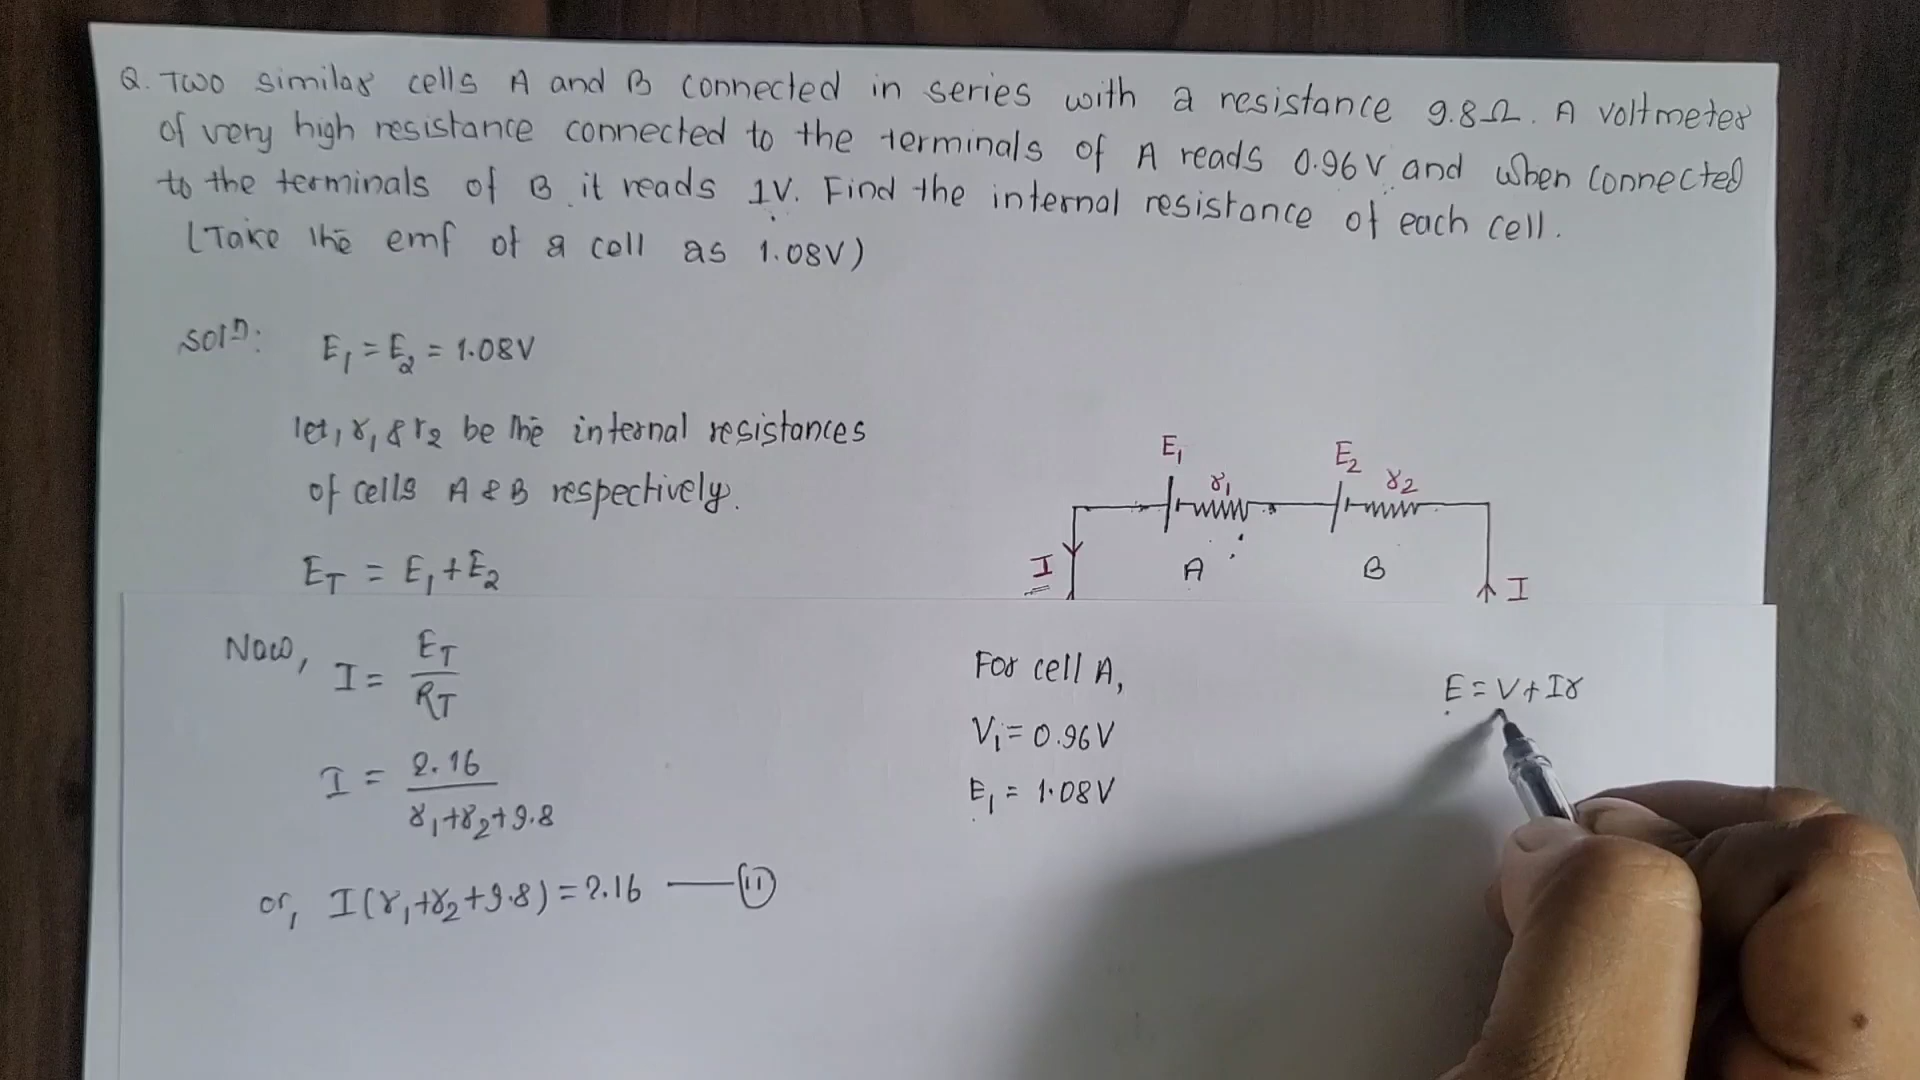 Q. Two similar cells A and B connected in series with a resistance 9.8Ω. A voltmeter
of very high resistance connected to the terminals of A reads 0.96V and when connected
to the terminals of B it reads 1V. Find the internal resistance of each cell.
(Take the emf of a cell as 1.08V)
Solⁿ: E₁ = E₂ = 1.08V
let, r₁ & r₂ be the internal resistances
of cells A & B respectively.
E_T = E₁ + E₂
E₁ r₁ E₂ r₂
A B
I I
Now, I = E_T / R_T
I = 2.16 / r₁+r₂+9.8
or, I(r₁+r₂+9.8) = 2.16 —— (ii)
For cell A,
V₁ = 0.96V
E₁ = 1.08V
E = V + Ir